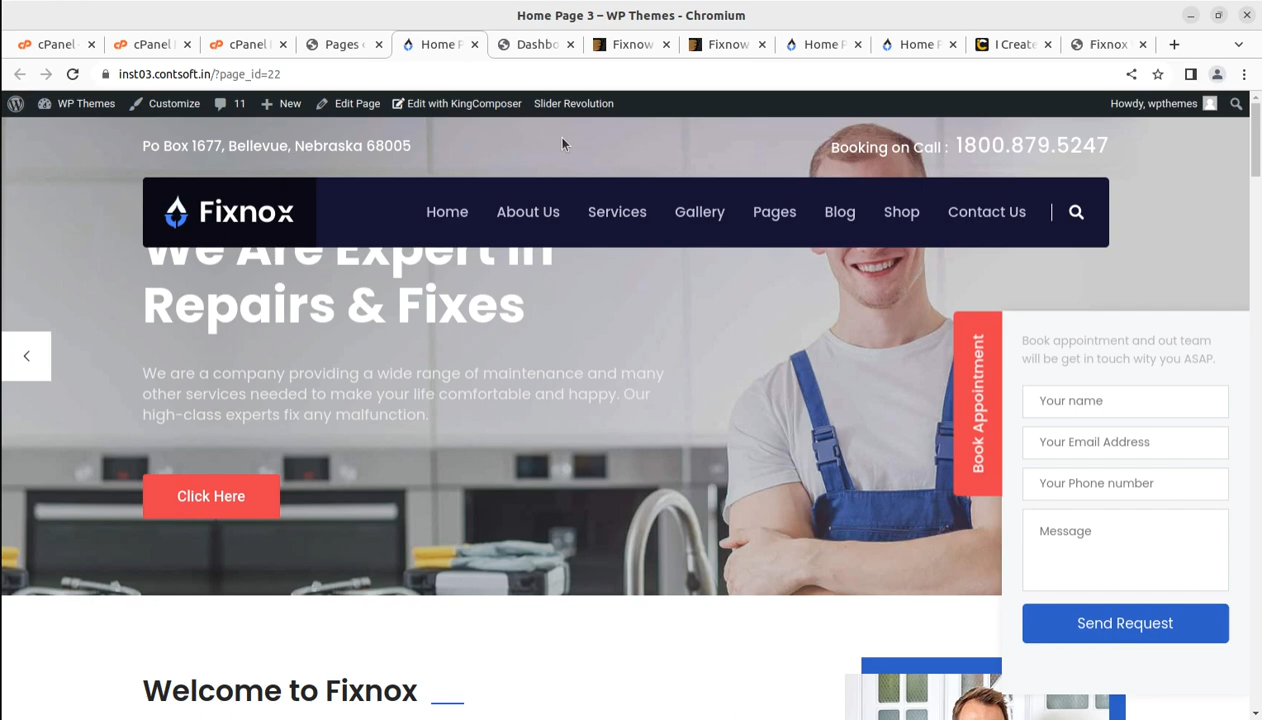 Home Page 3 – WP Themes - Chromium
cPanel
cPanel
cPanel
Pages
Home P
Dashbo
Fixnow
Fixnow
Home P
Home P
I Create
Fixnox
inst03.contsoft.in/?page_id=22
WP Themes
Customize
11
New
Edit Page
Edit with KingComposer
Slider Revolution
Howdy, wpthemes
Po Box 1677, Bellevue, Nebraska 68005
Booking on Call : 1800.879.5247
Fixnox
Home
About Us
Services
Gallery
Pages
Blog
Shop
Contact Us
We Are Expert in
Repairs & Fixes
We are a company providing a wide range of maintenance and many
other services needed to make your life comfortable and happy. Our
high-class experts fix any malfunction.
Click Here
Book Appointment
Book appointment and out team
will be get in touch wity you ASAP.
Your name
Your Email Address
Your Phone number
Message
Send Request
Welcome to Fixnox